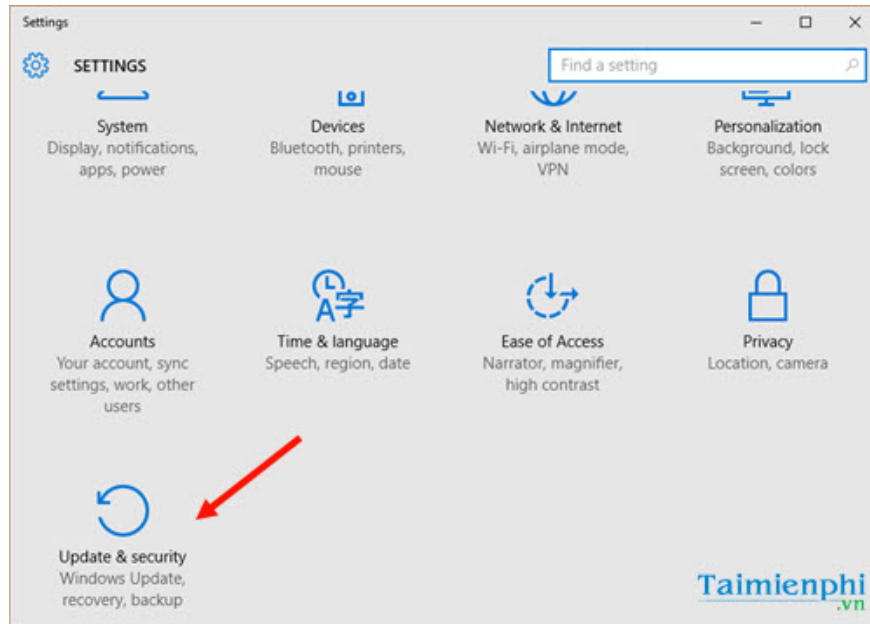 Settings
SETTINGS
Find a setting
System
Display, notifications,
apps, power
Devices
Bluetooth, printers,
mouse
Network & Internet
Wi-Fi, airplane mode,
VPN
Personalization
Background, lock
screen, colors
Accounts
Your account, sync
settings, work, other
users
Time & language
Speech, region, date
Ease of Access
Narrator, magnifier,
high contrast
Privacy
Location, camera
Update & security
Windows Update,
recovery, backup
Taimienphi
.vn